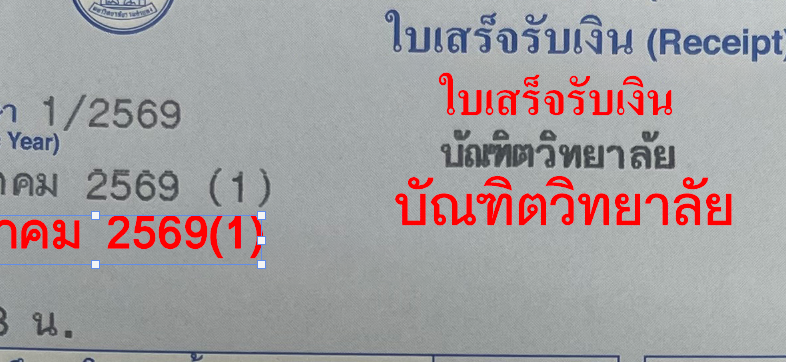 ใบเสร็จรับเงิน (Receipt)
ใบเสร็จรับเงิน
1/2569
Year)
บัณฑิตวิทยาลัย
าคม 2569 (1)
บัณฑิตวิทยาลัย
าคม 2569(1)
น.